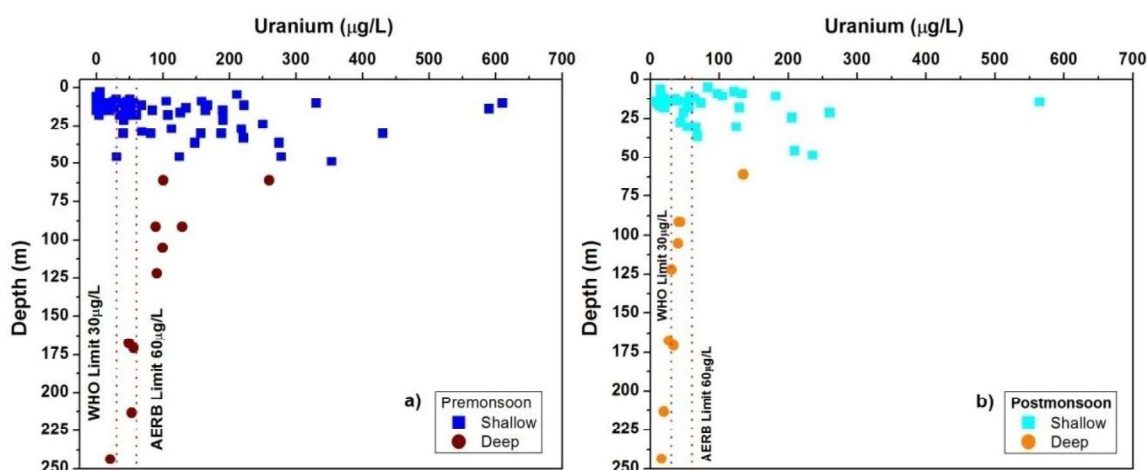 Uranium (μg/L)
0 100 200 300 400 500 600 700
0
25
50
75
100
125
150
175
200
225
250
Depth (m)
WHO Limit 30μg/L
AERB Limit 60μg/L
a)
Premonsoon
Shallow
Deep
Uranium (μg/L)
0 100 200 300 400 500 600 700
0
25
50
75
100
125
150
175
200
225
250
Depth (m)
WHO Limit 30μg/L
AERB Limit 60μg/L
b)
Postmonsoon
Shallow
Deep